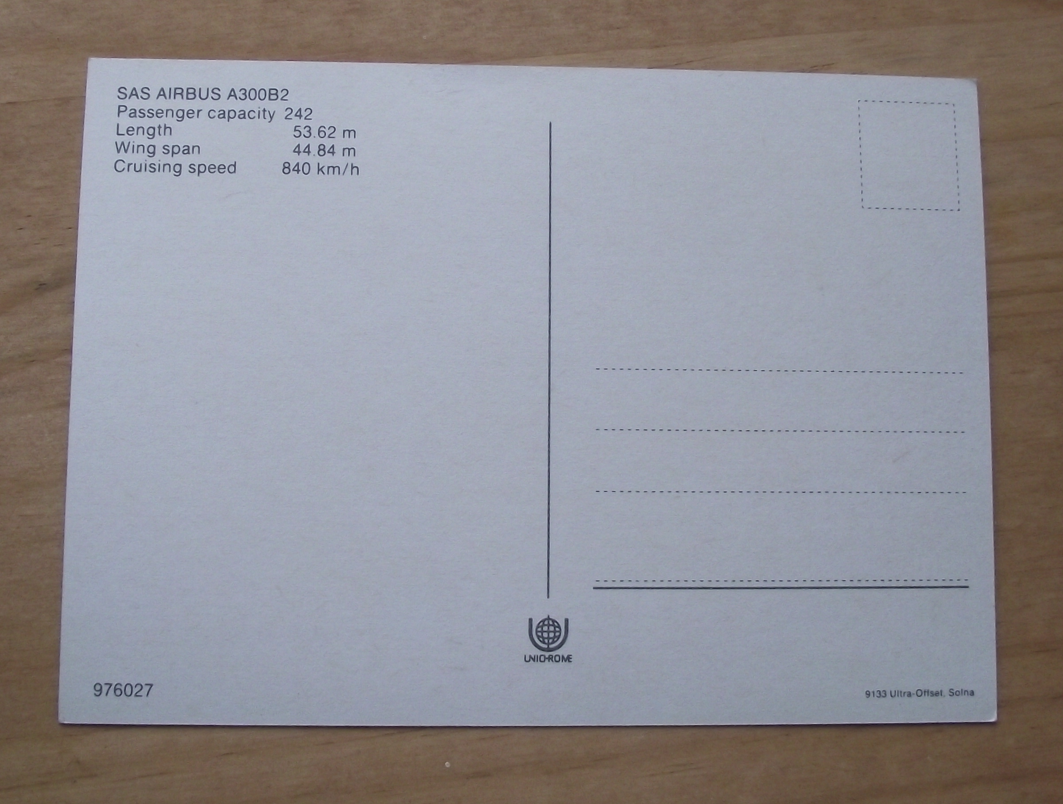 SAS AIRBUS A300B2
Passenger capacity 242
Length 53.62 m
Wing span 44.84 m
Cruising speed 840 km/h
UNICHROME
976027
9133 Ultra-Offset, Solna